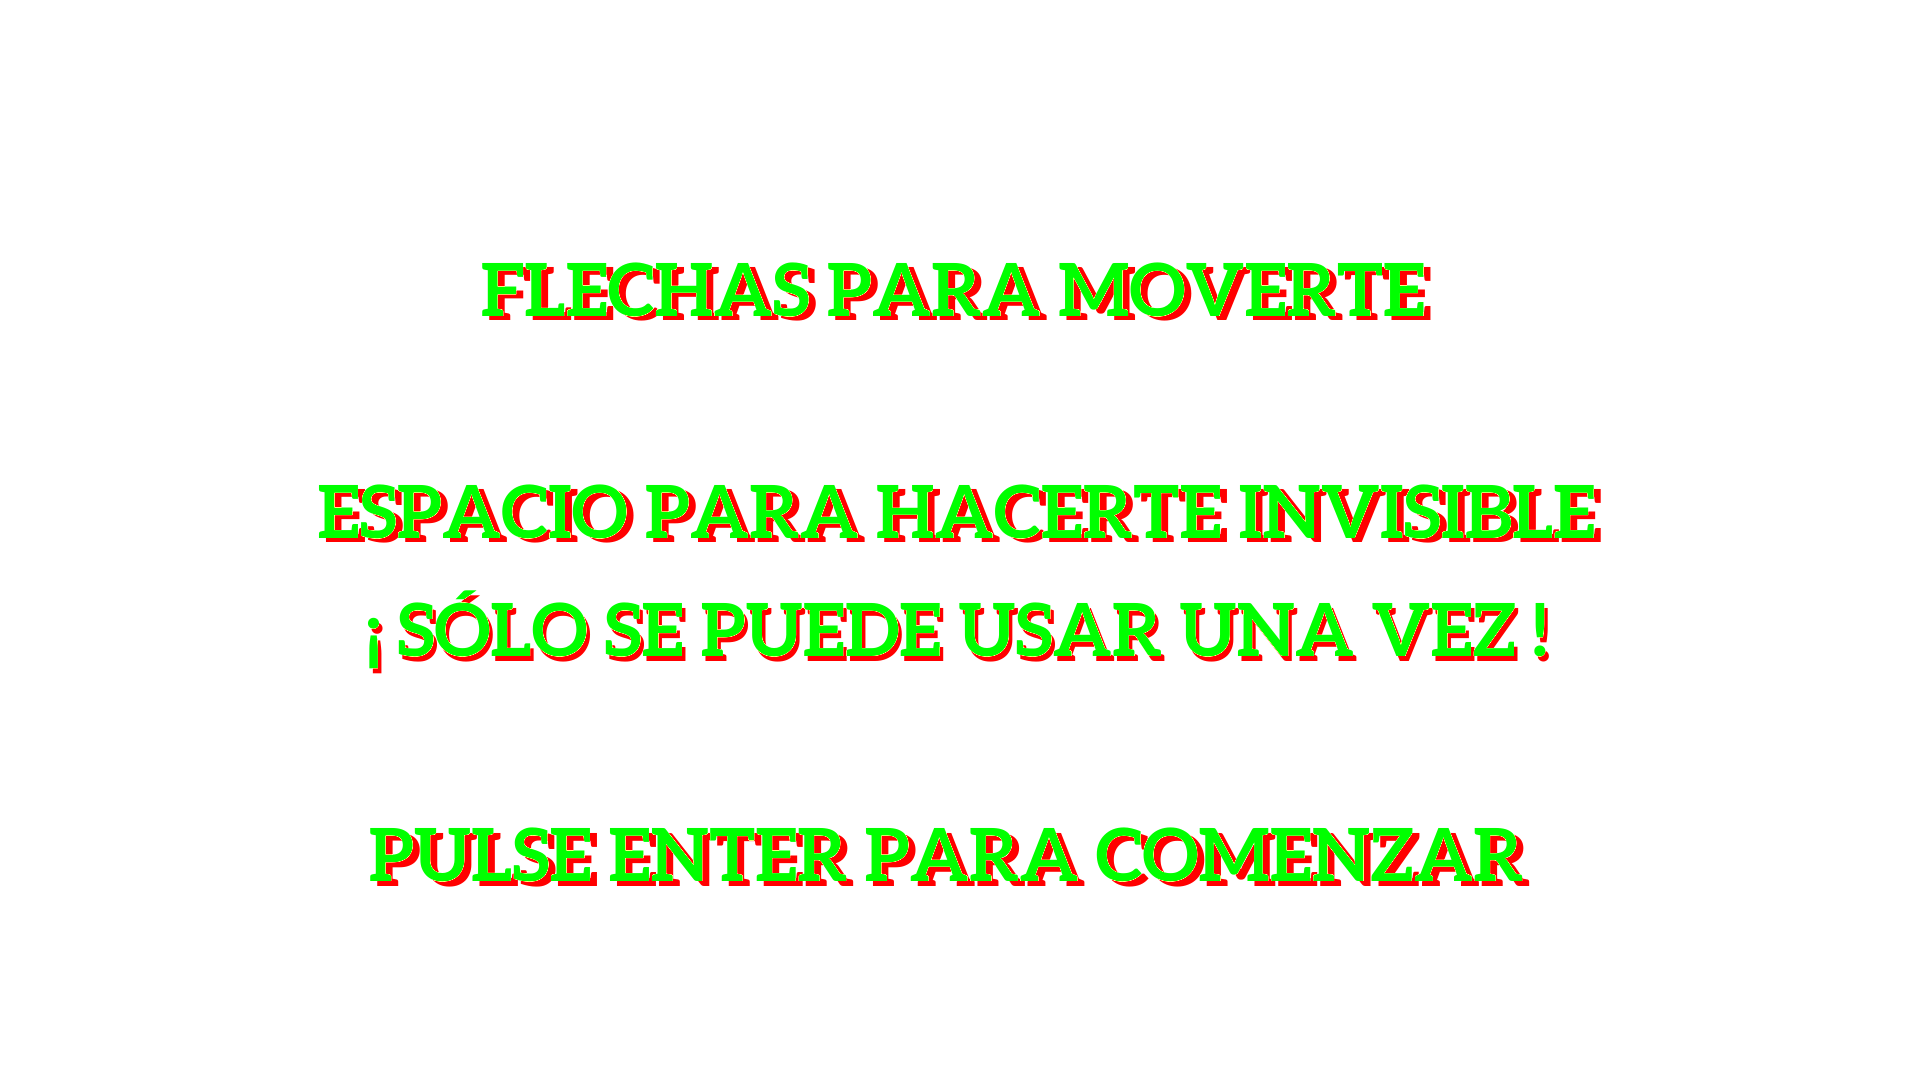 FLECHAS PARA MOVERTE
ESPACIO PARA HACERTE INVISIBLE
¡ SÓLO SE PUEDE USAR UNA VEZ !
PULSE ENTER PARA COMENZAR